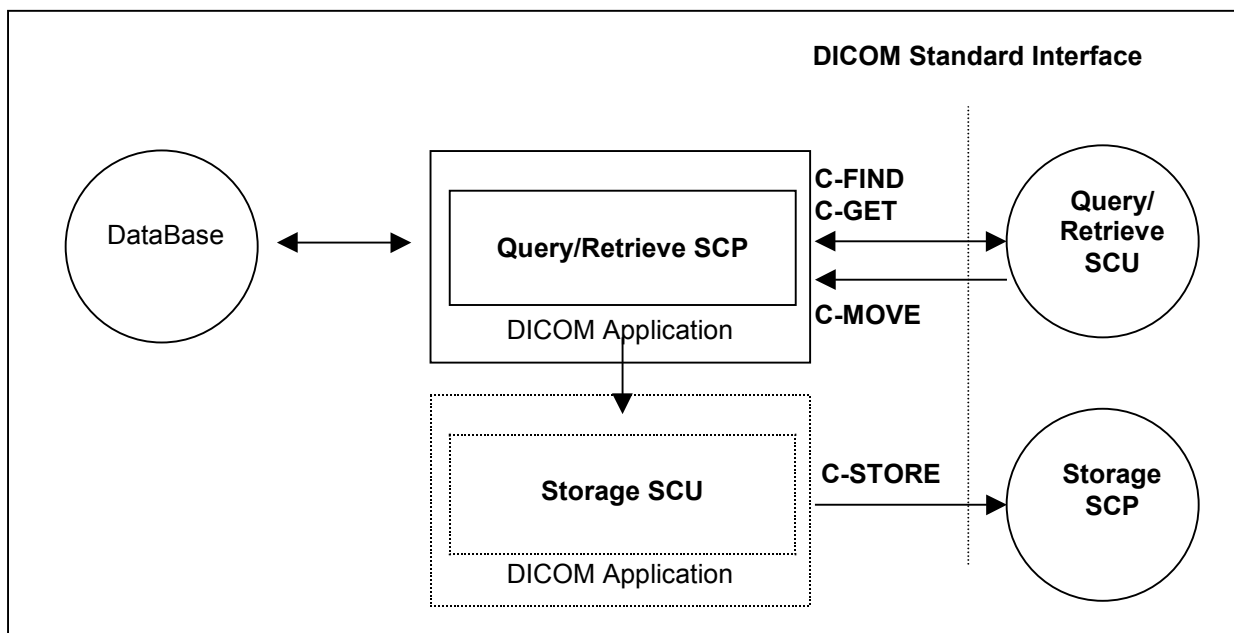 DICOM Standard Interface
DataBase
Query/Retrieve SCP
DICOM Application
C-FIND
C-GET
C-MOVE
Query/
Retrieve
SCU
Storage SCU
DICOM Application
C-STORE
Storage
SCP